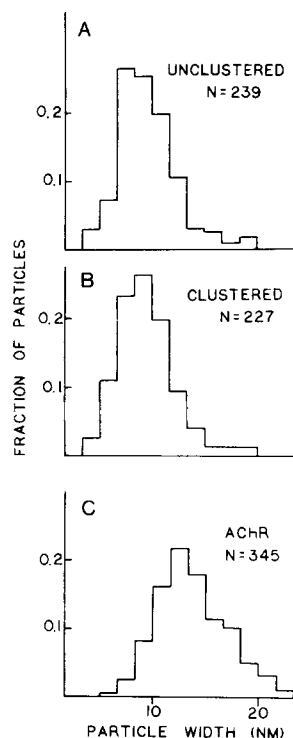 A
UNCLUSTERED
N=239
0.2
0.1
B
CLUSTERED
N=227
0.2
0.1
FRACTION OF PARTICLES
C
AChR
N=345
0.2
0.1
10
20
PARTICLE WIDTH (NM)